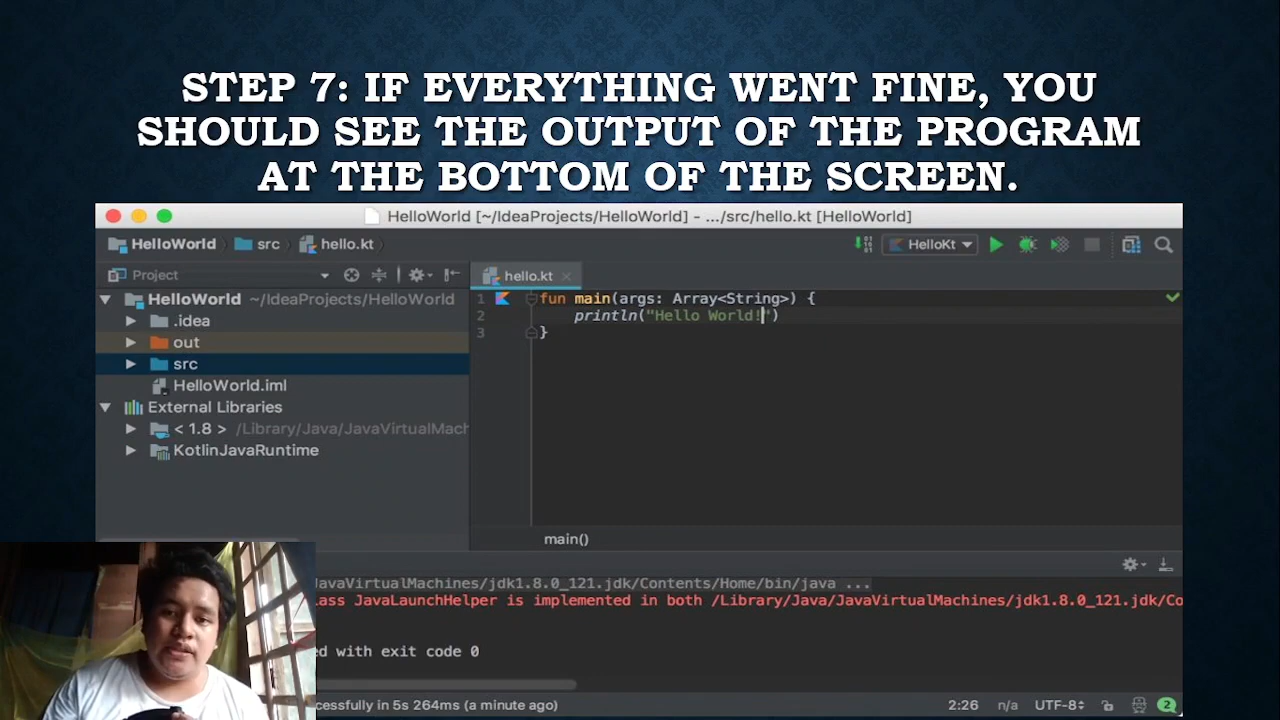 STEP 7: IF EVERYTHING WENT FINE, YOU
SHOULD SEE THE OUTPUT OF THE PROGRAM
AT THE BOTTOM OF THE SCREEN.
HelloWorld [~/IdeaProjects/HelloWorld] - .../src/hello.kt [HelloWorld]
HelloWorld src hello.kt HelloKt
Project
hello.kt
HelloWorld ~/IdeaProjects/HelloWorld
.idea
out
src
HelloWorld.iml
External Libraries
< 1.8 > /Library/Java/JavaVirtualMach
KotlinJavaRuntime
1 fun main(args: Array<String>) {
2 println("Hello World!")
3 }
main()
JavaVirtualMachines/jdk1.8.0_121.jdk/Contents/Home/bin/java ...
lass JavaLaunchHelper is implemented in both /Library/Java/JavaVirtualMachines/jdk1.8.0_121.jdk/Co
ed with exit code 0
cessfully in 5s 264ms (a minute ago) 2:26 n/a UTF-8 2